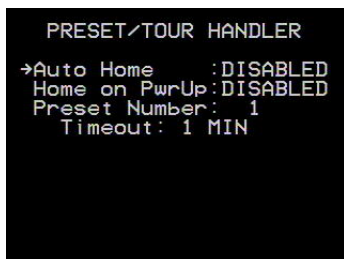 PRESET/TOUR HANDLER
→Auto Home :DISABLED
Home on PwrUp:DISABLED
Preset Number: 1
Timeout: 1 MIN